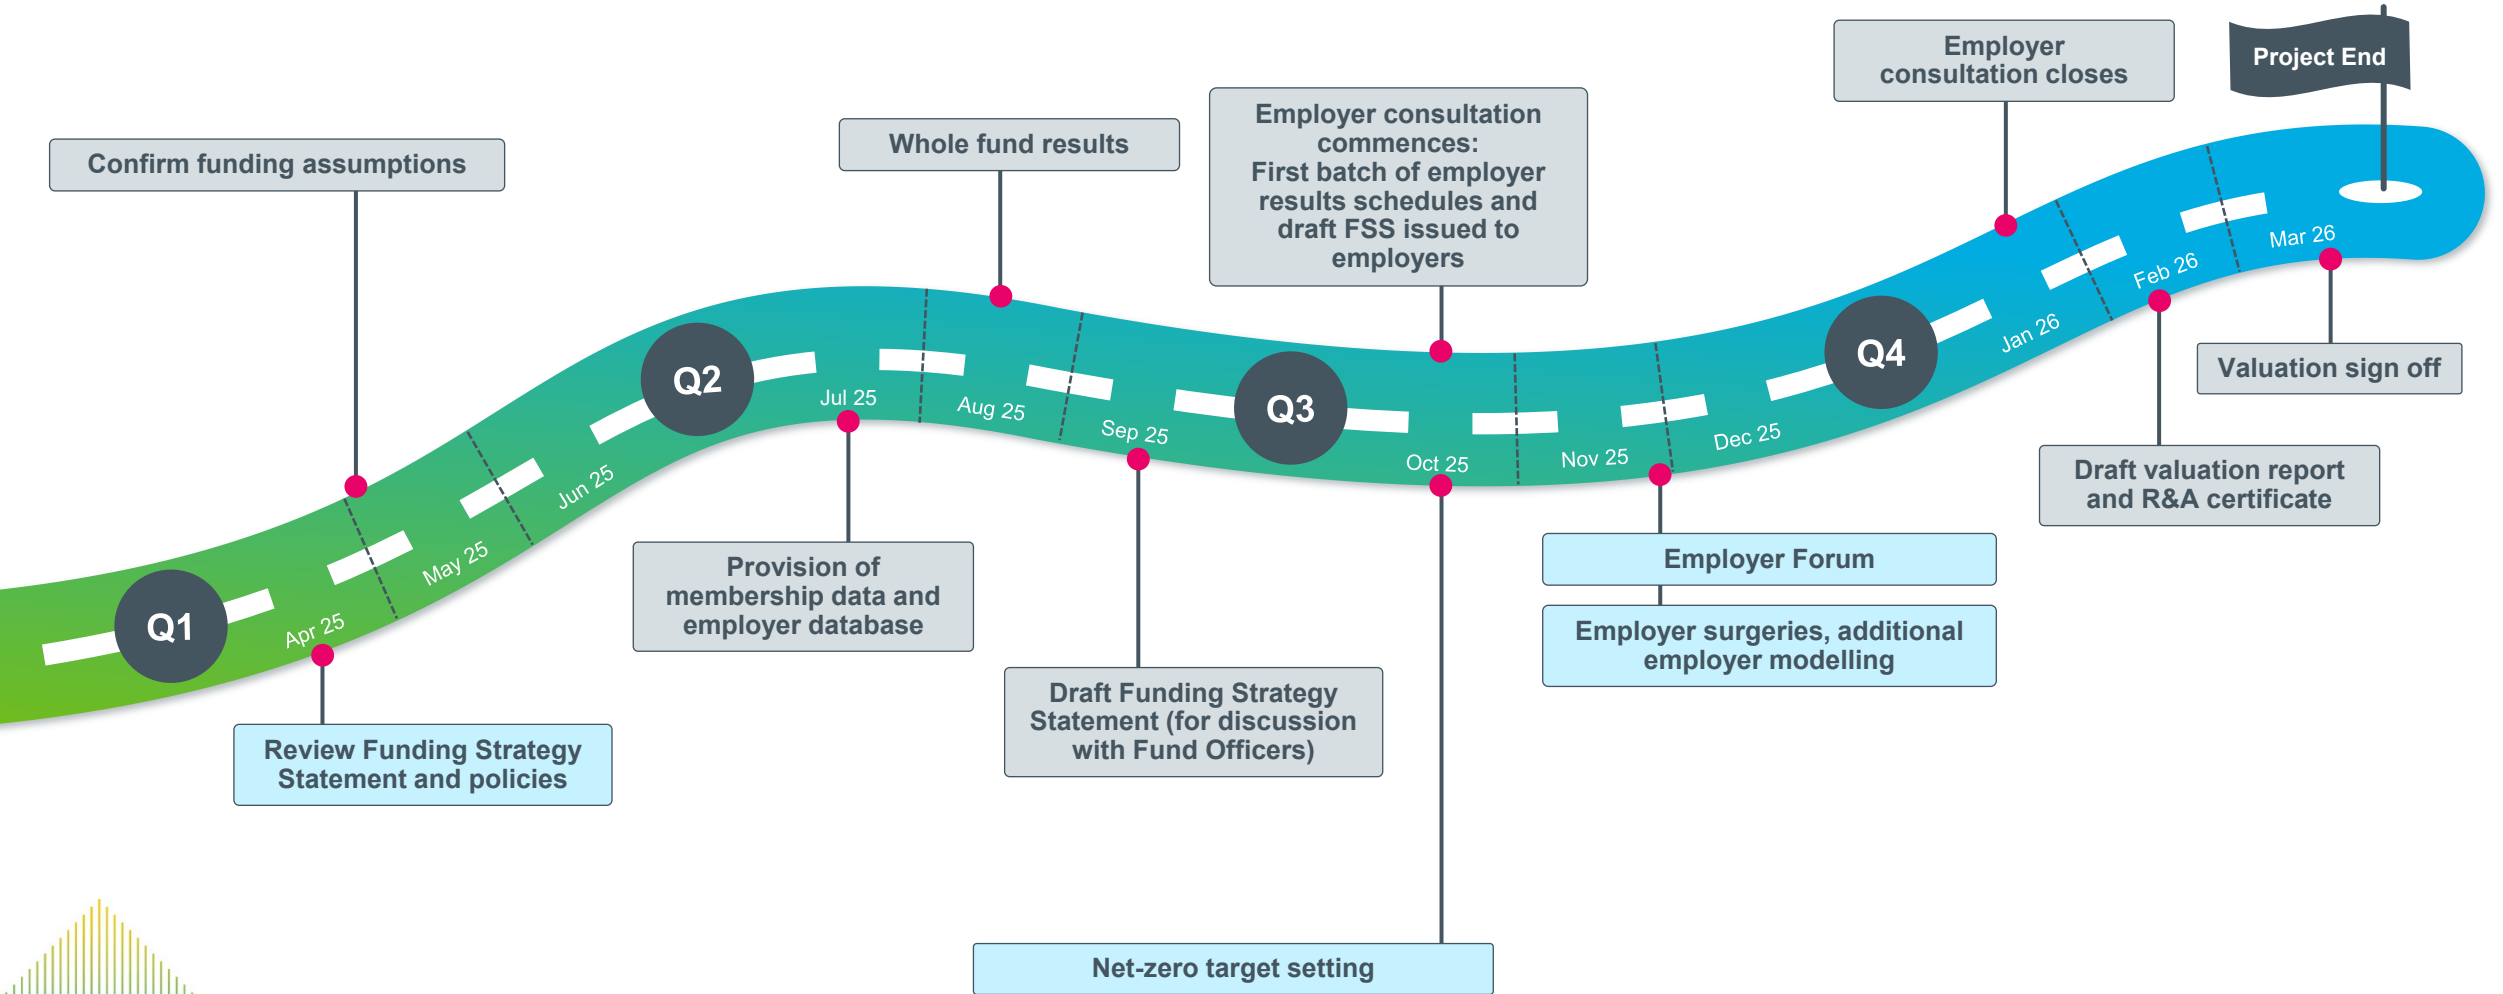 Project End
Employer
consultation closes
Employer consultation
commences:
First batch of employer
results schedules and
draft FSS issued to
employers
Whole fund results
Confirm funding assumptions
Q1
Apr 25
May 25
Jun 25
Q2
Jul 25
Aug 25
Sep 25
Q3
Oct 25
Nov 25
Dec 25
Q4
Jan 26
Feb 26
Mar 26
Valuation sign off
Draft valuation report
and R&A certificate
Employer Forum
Employer surgeries, additional
employer modelling
Provision of
membership data and
employer database
Draft Funding Strategy
Statement (for discussion
with Fund Officers)
Review Funding Strategy
Statement and policies
Net-zero target setting